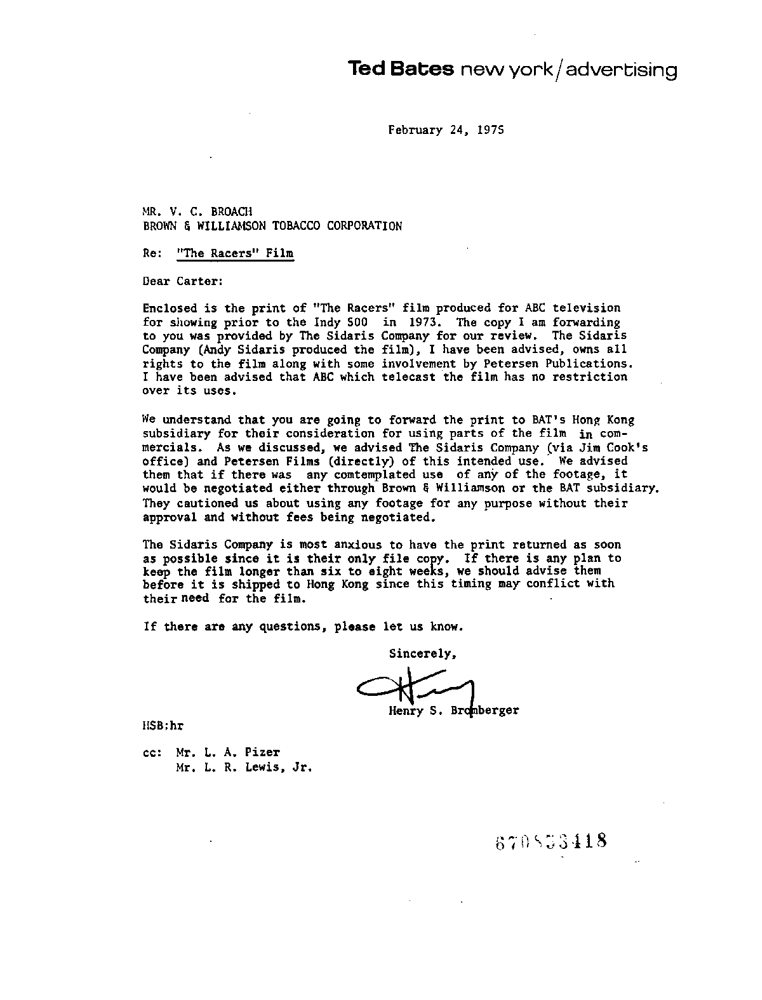 Ted Bates new york/advertising
February 24, 1975
MR. V. C. BROACH
BROWN & WILLIAMSON TOBACCO CORPORATION
Re: "The Racers" Film
Dear Carter:
Enclosed is the print of "The Racers" film produced for ABC television
for showing prior to the Indy 500 in 1973. The copy I am forwarding
to you was provided by The Sidaris Company for our review. The Sidaris
Company (Andy Sidaris produced the film), I have been advised, owns all
rights to the film along with some involvement by Petersen Publications.
I have been advised that ABC which telecast the film has no restriction
over its uses.
We understand that you are going to forward the print to BAT's Hong Kong
subsidiary for their consideration for using parts of the film in com-
mercials. As we discussed, we advised The Sidaris Company (via Jim Cook's
office) and Petersen Films (directly) of this intended use. We advised
them that if there was any comtemplated use of any of the footage, it
would be negotiated either through Brown & Williamson or the BAT subsidiary.
They cautioned us about using any footage for any purpose without their
approval and without fees being negotiated.
The Sidaris Company is most anxious to have the print returned as soon
as possible since it is their only file copy. If there is any plan to
keep the film longer than six to eight weeks, we should advise them
before it is shipped to Hong Kong since this timing may conflict with
their need for the film.
If there are any questions, please let us know.
Sincerely,
Henry S. Bromberger
HSB:hr
cc: Mr. L. A. Pizer
Mr. L. R. Lewis, Jr.
670833418